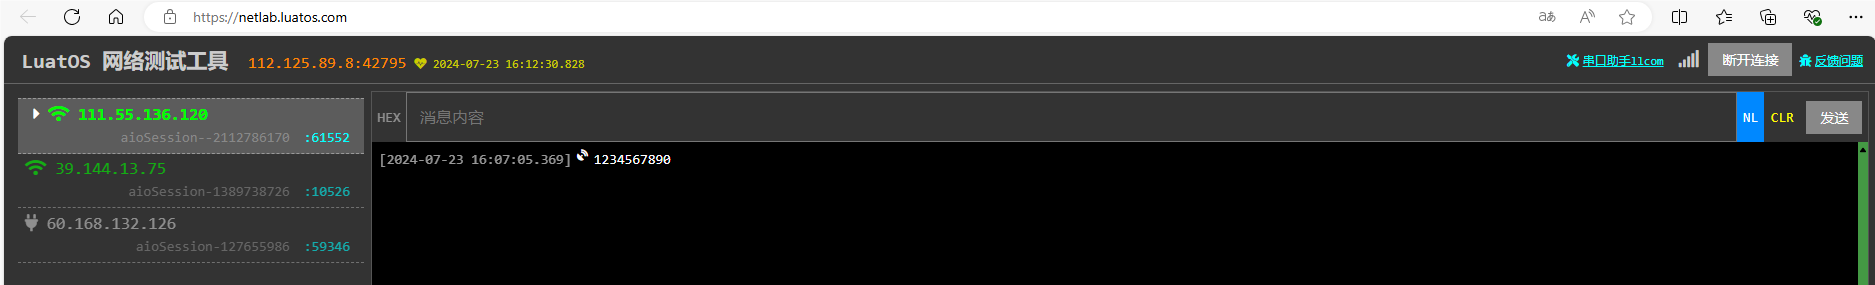 https://netlab.luatos.com
LuatOS 网络测试工具 112.125.89.8:42795 2024-07-23 16:12:30.828 串口助手llcom 断开连接 反馈问题
111.55.136.120
aioSession--2112786170 :61552
39.144.13.75
aioSession-1389738726 :10526
60.168.132.126
aioSession-127655986 :59346
HEX 消息内容 NL CLR 发送
[2024-07-23 16:07:05.369] 1234567890